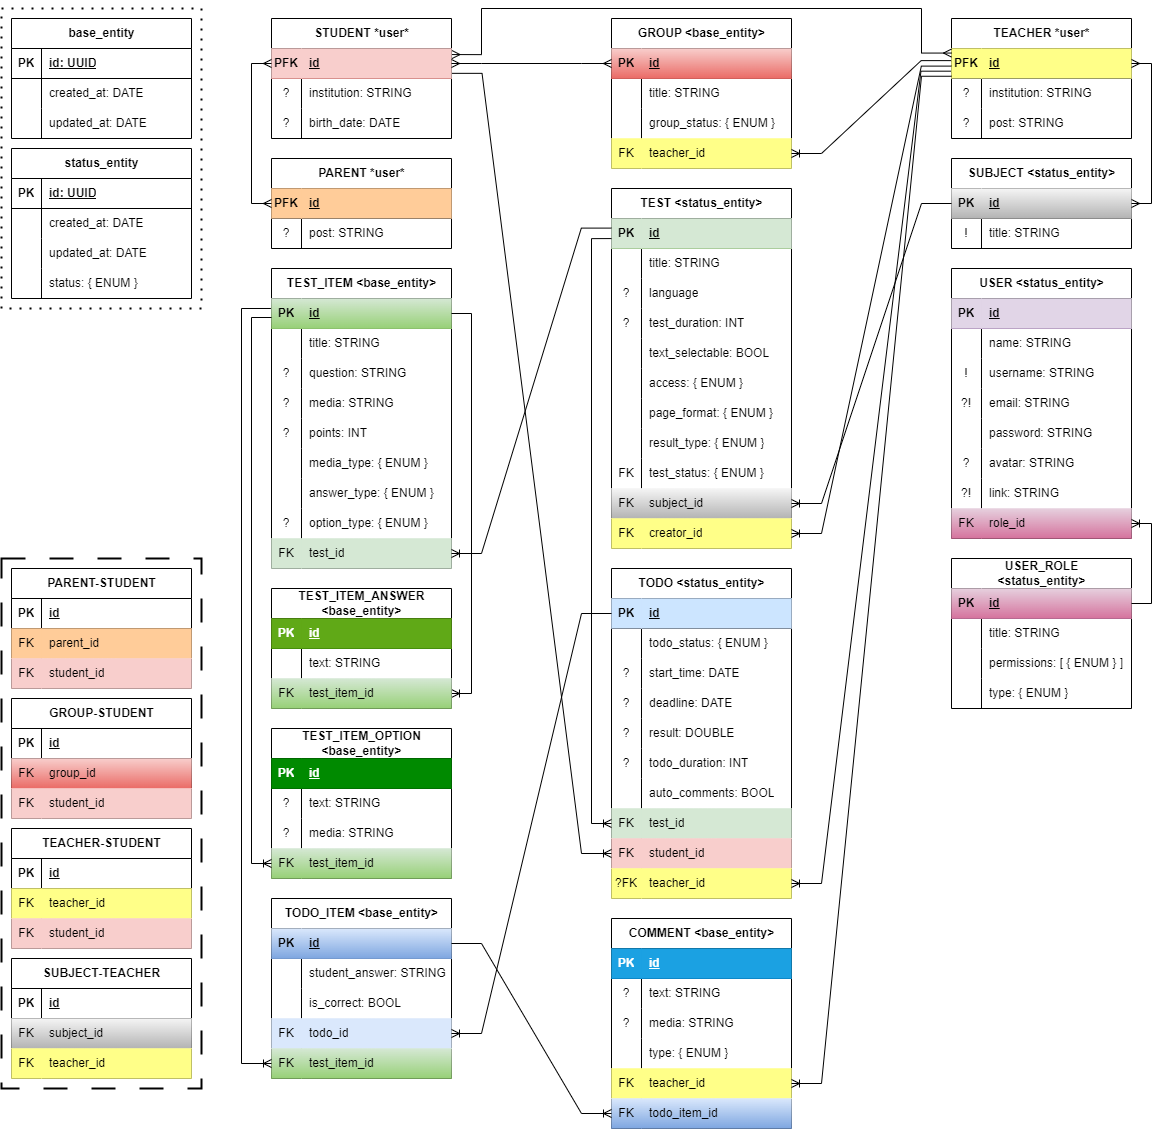 base_entity
PK id: UUID
created_at: DATE
updated_at: DATE
status_entity
PK id: UUID
created_at: DATE
updated_at: DATE
status: { ENUM }
PARENT-STUDENT
PK id
FK parent_id
FK student_id
GROUP-STUDENT
PK id
FK group_id
FK student_id
TEACHER-STUDENT
PK id
FK teacher_id
FK student_id
SUBJECT-TEACHER
PK id
FK subject_id
FK teacher_id
STUDENT *user*
PFK id
? institution: STRING
? birth_date: DATE
PARENT *user*
PFK id
? post: STRING
TEST_ITEM <base_entity>
PK id
title: STRING
? question: STRING
? media: STRING
? points: INT
media_type: { ENUM }
answer_type: { ENUM }
? option_type: { ENUM }
FK test_id
TEST_ITEM_ANSWER
<base_entity>
PK id
text: STRING
FK test_item_id
TEST_ITEM_OPTION
<base_entity>
PK id
? text: STRING
? media: STRING
FK test_item_id
TODO_ITEM <base_entity>
PK id
student_answer: STRING
is_correct: BOOL
FK todo_id
FK test_item_id
GROUP <base_entity>
PK id
title: STRING
group_status: { ENUM }
FK teacher_id
TEST <status_entity>
PK id
title: STRING
? language
? test_duration: INT
text_selectable: BOOL
access: { ENUM }
page_format: { ENUM }
result_type: { ENUM }
FK test_status: { ENUM }
FK subject_id
FK creator_id
TODO <status_entity>
PK id
todo_status: { ENUM }
? start_time: DATE
? deadline: DATE
? result: DOUBLE
? todo_duration: INT
auto_comments: BOOL
FK test_id
FK student_id
?FK teacher_id
COMMENT <base_entity>
PK id
? text: STRING
? media: STRING
type: { ENUM }
FK teacher_id
FK todo_item_id
TEACHER *user*
PFK id
? institution: STRING
? post: STRING
SUBJECT <status_entity>
PK id
! title: STRING
USER <status_entity>
PK id
name: STRING
! username: STRING
?! email: STRING
password: STRING
? avatar: STRING
?! link: STRING
FK role_id
USER_ROLE
<status_entity>
PK id
title: STRING
permissions: [ { ENUM } ]
type: { ENUM }